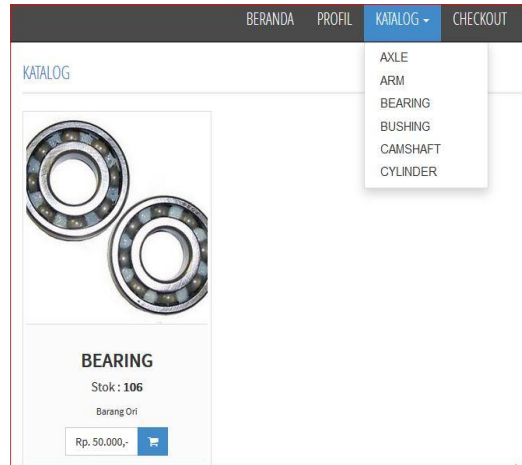 BERANDA PROFIL KATALOG CHECKOUT
AXLE
ARM
BEARING
BUSHING
CAMSHAFT
CYLINDER
KATALOG
BEARING
Stok : 106
Barang Ori
Rp. 50.000,-